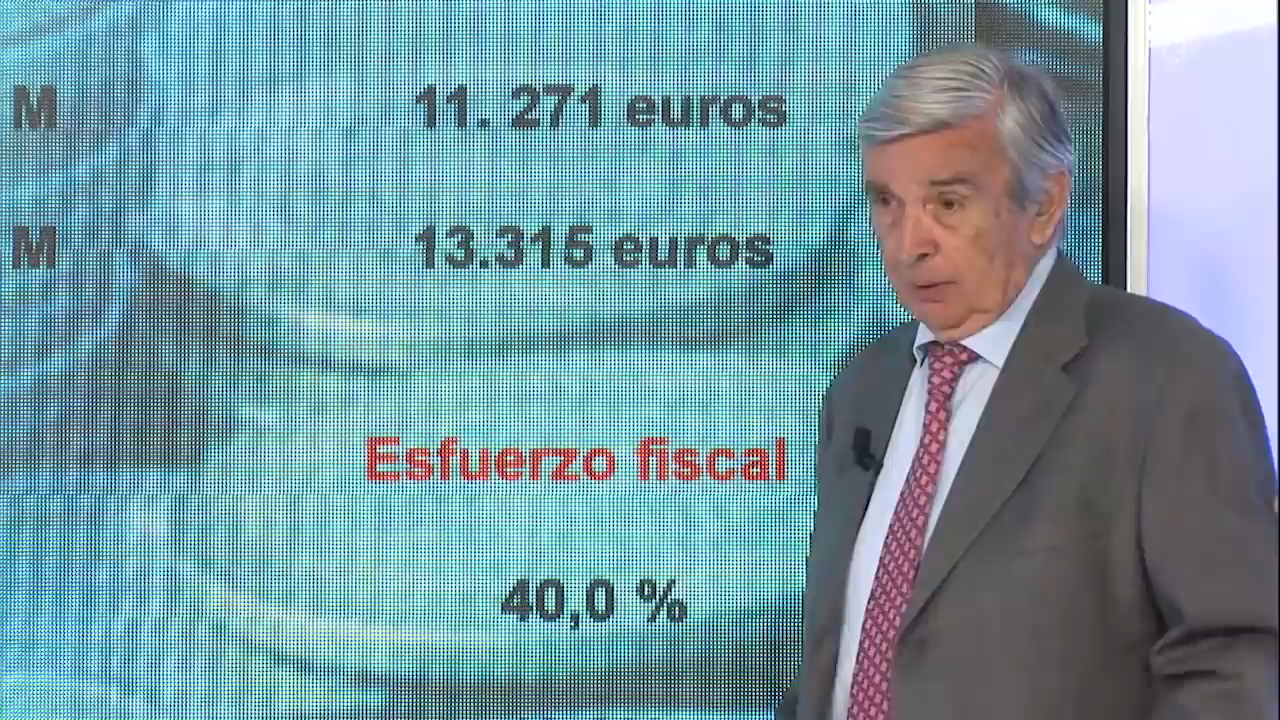 M 11. 271 euros
M 13.315 euros
Esfuerzo fiscal
40,0 %